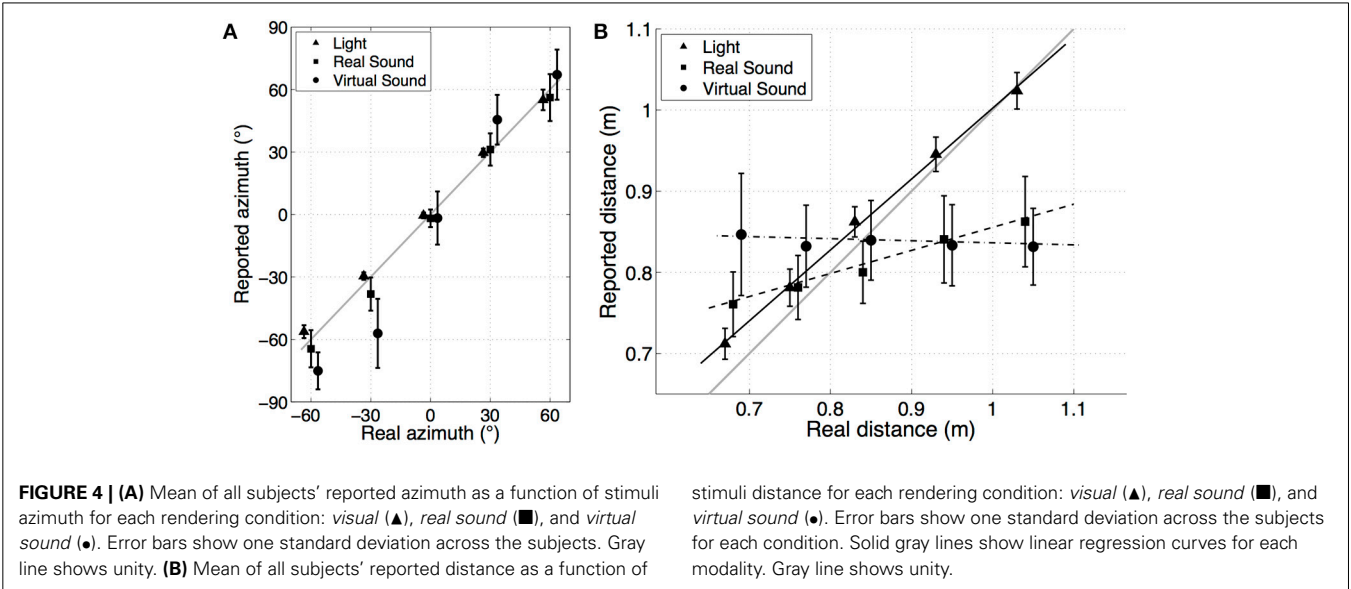 A
90
60
30
0
−30
−60
−90
Reported azimuth (°)
Light
Real Sound
Virtual Sound
−60 −30 0 30 60
Real azimuth (°)
B
1.1
1
0.9
0.8
0.7
Reported distance (m)
Light
Real Sound
Virtual Sound
0.7 0.8 0.9 1 1.1
Real distance (m)
FIGURE 4 | (A) Mean of all subjects' reported azimuth as a function of stimuli
azimuth for each rendering condition: visual (▲), real sound (■), and virtual
sound (●). Error bars show one standard deviation across the subjects. Gray
line shows unity. (B) Mean of all subjects' reported distance as a function of
stimuli distance for each rendering condition: visual (▲), real sound (■), and
virtual sound (●). Error bars show one standard deviation across the subjects
for each condition. Solid gray lines show linear regression curves for each
modality. Gray line shows unity.